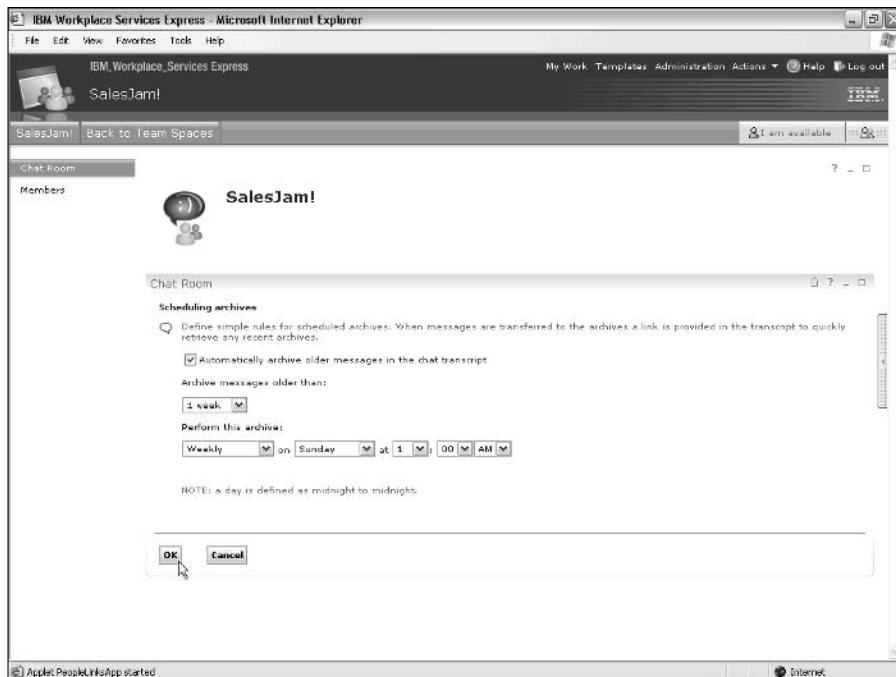 IBM Workplace Services Express - Microsoft Internet Explorer
File Edit View Favorites Tools Help
IBM_Workplace_Services Express
My Work Templates Administration Actions Help Log out
SalesJam!
IBM.
SalesJam! Back to Team Spaces
I am available
Chat Room
? _
Members
SalesJam!
Chat Room
? _
Scheduling archives
Define simple rules for scheduled archives. When messages are transferred to the archives a link is provided in the transcript to quickly
retrieve any recent archives.
Automatically archive older messages in the chat transcript
Archive messages older than:
1 week
Perform this archive:
Weekly on Sunday at 1 : 00 AM
NOTE: a day is defined as midnight to midnight.
OK Cancel
Applet PeopleLinksApp started
Internet